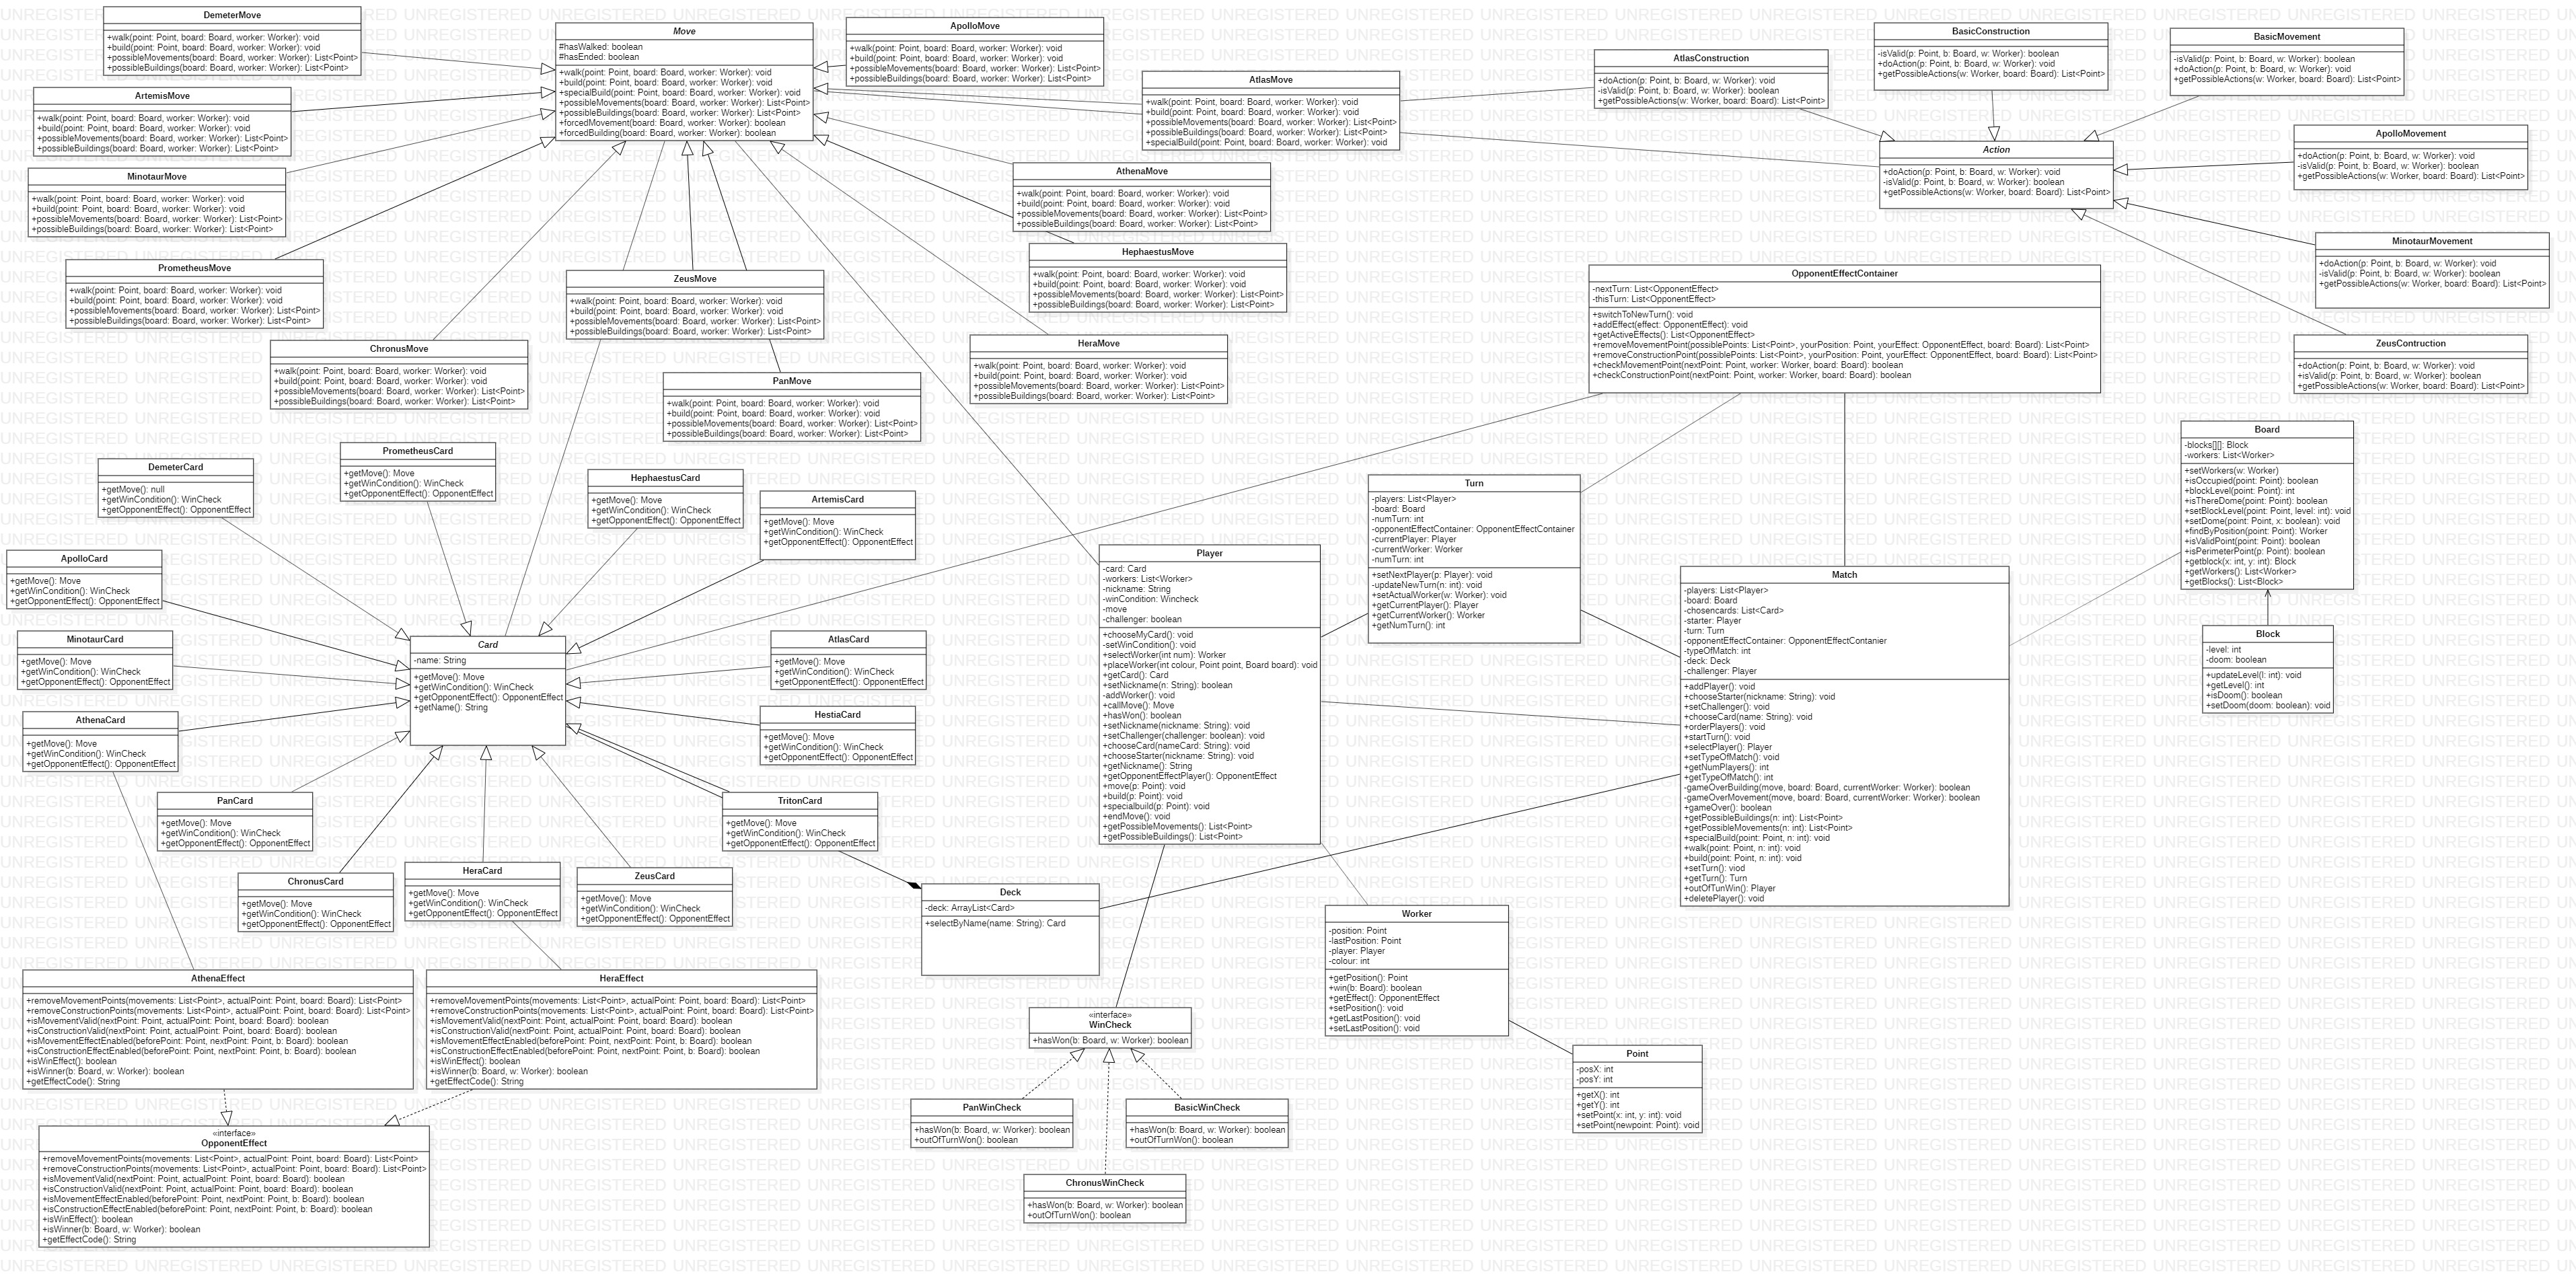 DemeterMove
+walk(point: Point, board: Board, worker: Worker): void
+build(point: Point, board: Board, worker: Worker): void
+possibleMovements(board: Board, worker: Worker): List<Point>
+possibleBuildings(board: Board, worker: Worker): List<Point>
ArtemisMove
+walk(point: Point, board: Board, worker: Worker): void
+build(point: Point, board: Board, worker: Worker): void
+possibleMovements(board: Board, worker: Worker): List<Point>
+possibleBuildings(board: Board, worker: Worker): List<Point>
MinotaurMove
+walk(point: Point, board: Board, worker: Worker): void
+build(point: Point, board: Board, worker: Worker): void
+possibleMovements(board: Board, worker: Worker): List<Point>
+possibleBuildings(board: Board, worker: Worker): List<Point>
PrometheusMove
+walk(point: Point, board: Board, worker: Worker): void
+build(point: Point, board: Board, worker: Worker): void
+possibleMovements(board: Board, worker: Worker): List<Point>
+possibleBuildings(board: Board, worker: Worker): List<Point>
ChronusMove
+walk(point: Point, board: Board, worker: Worker): void
+build(point: Point, board: Board, worker: Worker): void
+possibleMovements(board: Board, worker: Worker): List<Point>
+possibleBuildings(board: Board, worker: Worker): List<Point>
Move
#hasWalked: boolean
#hasEnded: boolean
+walk(point: Point, board: Board, worker: Worker): void
+build(point: Point, board: Board, worker: Worker): void
+specialBuild(point: Point, board: Board, worker: Worker): void
+possibleMovements(board: Board, worker: Worker): List<Point>
+possibleBuildings(board: Board, worker: Worker): List<Point>
+forcedMovement(board: Board, worker: Worker): boolean
+forcedBuilding(board: Board, worker: Worker): boolean
ZeusMove
+walk(point: Point, board: Board, worker: Worker): void
+build(point: Point, board: Board, worker: Worker): void
+possibleMovements(board: Board, worker: Worker): List<Point>
+possibleBuildings(board: Board, worker: Worker): List<Point>
PanMove
+walk(point: Point, board: Board, worker: Worker): void
+build(point: Point, board: Board, worker: Worker): void
+possibleMovements(board: Board, worker: Worker): List<Point>
+possibleBuildings(board: Board, worker: Worker): List<Point>
ApolloMove
+walk(point: Point, board: Board, worker: Worker): void
+build(point: Point, board: Board, worker: Worker): void
+possibleMovements(board: Board, worker: Worker): List<Point>
+possibleBuildings(board: Board, worker: Worker): List<Point>
AtlasMove
+walk(point: Point, board: Board, worker: Worker): void
+build(point: Point, board: Board, worker: Worker): void
+possibleMovements(board: Board, worker: Worker): List<Point>
+possibleBuildings(board: Board, worker: Worker): List<Point>
+specialBuild(point: Point, board: Board, worker: Worker): void
AthenaMove
+walk(point: Point, board: Board, worker: Worker): void
+build(point: Point, board: Board, worker: Worker): void
+possibleMovements(board: Board, worker: Worker): List<Point>
+possibleBuildings(board: Board, worker: Worker): List<Point>
HephaestusMove
+walk(point: Point, board: Board, worker: Worker): void
+build(point: Point, board: Board, worker: Worker): void
+possibleMovements(board: Board, worker: Worker): List<Point>
+possibleBuildings(board: Board, worker: Worker): List<Point>
HeraMove
+walk(point: Point, board: Board, worker: Worker): void
+build(point: Point, board: Board, worker: Worker): void
+possibleMovements(board: Board, worker: Worker): List<Point>
+possibleBuildings(board: Board, worker: Worker): List<Point>
AtlasConstruction
+doAction(p: Point, b: Board, w: Worker): void
-isValid(p: Point, b: Board, w: Worker): boolean
+getPossibleActions(w: Worker, board: Board): List<Point>
BasicConstruction
-isValid(p: Point, b: Board, w: Worker): boolean
+doAction(p: Point, b: Board, w: Worker): void
+getPossibleActions(w: Worker, board: Board): List<Point>
BasicMovement
-isValid(p: Point, b: Board, w: Worker): boolean
+doAction(p: Point, b: Board, w: Worker): void
+getPossibleActions(w: Worker, board: Board): List<Point>
Action
+doAction(p: Point, b: Board, w: Worker): void
-isValid(p: Point, b: Board, w: Worker): boolean
+getPossibleActions(w: Worker, board: Board): List<Point>
ApolloMovement
+doAction(p: Point, b: Board, w: Worker): void
-isValid(p: Point, b: Board, w: Worker): boolean
+getPossibleActions(w: Worker, board: Board): List<Point>
MinotaurMovement
+doAction(p: Point, b: Board, w: Worker): void
-isValid(p: Point, b: Board, w: Worker): boolean
+getPossibleActions(w: Worker, board: Board): List<Point>
ZeusContruction
+doAction(p: Point, b: Board, w: Worker): void
+isValid(p: Point, b: Board, w: Worker): boolean
+getPossibleActions(w: Worker, board: Board): List<Point>
OpponentEffectContainer
-nextTurn: List<OpponentEffect>
-thisTurn: List<OpponentEffect>
+switchToNewTurn(): void
+addEffect(effect: OpponentEffect): void
+getActiveEffects(): List<OpponentEffect>
+removeMovementPoint(possiblePoints: List<Point>, yourPosition: Point, yourEffect: OpponentEffect, board: Board): List<Point>
+removeConstructionPoint(possiblePoints: List<Point>, yourPosition: Point, yourEffect: OpponentEffect, board: Board): List<Point>
+checkMovementPoint(nextPoint: Point, worker: Worker, board: Board): boolean
+checkConstructionPoint(nextPoint: Point, worker: Worker, board: Board): boolean
Board
-blocks[][]: Block
-workers: List<Worker>
+setWorkers(w: Worker)
+isOccupied(point: Point): boolean
+blockLevel(point: Point): int
+isThereDome(point: Point): boolean
+setBlockLevel(point: Point, level: int): void
+setDome(point: Point, x: boolean): void
+findByPosition(point: Point): Worker
+isValidPoint(point: Point): boolean
+isPerimeterPoint(p: Point): boolean
+getblock(x: int, y: int): Block
+getWorkers(): List<Worker>
+getBlocks(): List<Block>
Block
-level: int
-doom: boolean
+updateLevel(l: int): void
+getLevel(): int
+isDoom(): boolean
+setDoom(doom: boolean): void
DemeterCard
+getMove(): null
+getWinCondition(): WinCheck
+getOpponentEffect(): OpponentEffect
PrometheusCard
+getMove(): Move
+getWinCondition(): WinCheck
+getOpponentEffect(): OpponentEffect
HephaestusCard
+getMove(): Move
+getWinCondition(): WinCheck
+getOpponentEffect(): OpponentEffect
ArtemisCard
+getMove(): Move
+getWinCondition(): WinCheck
+getOpponentEffect(): OpponentEffect
ApolloCard
+getMove(): Move
+getWinCondition(): WinCheck
+getOpponentEffect(): OpponentEffect
MinotaurCard
+getMove(): Move
+getWinCondition(): WinCheck
+getOpponentEffect(): OpponentEffect
Card
-name: String
+getMove(): Move
+getWinCondition(): WinCheck
+getOpponentEffect(): OpponentEffect
+getName(): String
AtlasCard
+getMove(): Move
+getWinCondition(): WinCheck
+getOpponentEffect(): OpponentEffect
HestiaCard
+getMove(): Move
+getWinCondition(): WinCheck
+getOpponentEffect(): OpponentEffect
AthenaCard
+getMove(): Move
+getWinCondition(): WinCheck
+getOpponentEffect(): OpponentEffect
PanCard
+getMove(): Move
+getWinCondition(): WinCheck
+getOpponentEffect(): OpponentEffect
TritonCard
+getMove(): Move
+getWinCondition(): WinCheck
+getOpponentEffect(): OpponentEffect
ChronusCard
+getMove(): Move
+getWinCondition(): WinCheck
+getOpponentEffect(): OpponentEffect
HeraCard
+getMove(): Move
+getWinCondition(): WinCheck
+getOpponentEffect(): OpponentEffect
ZeusCard
+getMove(): Move
+getWinCondition(): WinCheck
+getOpponentEffect(): OpponentEffect
Player
-card: Card
-workers: List<Worker>
-nickname: String
-winCondition: Wincheck
-move
-challenger: boolean
+chooseMyCard(): void
-setWinCondition(): void
+selectWorker(int num): Worker
+placeWorker(int colour, Point point, Board board): void
+getCard(): Card
+setNickname(n: String): boolean
-addWorker(): void
+callMove(): Move
+hasWon(): boolean
+setNickname(nickname: String): void
+setChallenger(challenger: boolean): void
+chooseCard(nameCard: String): void
+chooseStarter(nickname: String): void
+getNickname(): String
+getOpponentEffectPlayer(): OpponentEffect
+move(p: Point): void
+build(p: Point): void
+specialbuild(p: Point): void
+endMove(): void
+getPossibleMovements(): List<Point>
+getPossibleBuildings(): List<Point>
Turn
-players: List<Player>
-board: Board
-numTurn: int
-opponentEffectContainer: OpponentEffectContainer
-currentPlayer: Player
-currentWorker: Worker
-numTurn: int
+setNextPlayer(p: Player): void
-updateNewTurn(n: int): void
+setActualWorker(w: Worker): void
+getCurrentPlayer(): Player
+getCurrentWorker(): Worker
+getNumTurn(): int
Match
-players: List<Player>
-board: Board
-chosencards: List<Card>
-starter: Player
-turn: Turn
-opponentEffectContainer: OpponentEffectContanier
-typeOfMatch: int
-deck: Deck
-challenger: Player
+addPlayer(): void
+chooseStarter(nickname: String): void
+setChallenger(): void
+chooseCard(name: String): void
+orderPlayers(): void
+startTurn(): void
+selectPlayer(): Player
+setTypeOfMatch(): void
+getNumPlayers(): int
+getTypeOfMatch(): int
-gameOverBuilding(move, board: Board, currentWorker: Worker): boolean
-gameOverMovement(move, board: Board, currentWorker: Worker): boolean
+gameOver(): boolean
+getPossibleBuildings(n: int): List<Point>
+getPossibleMovements(n: int): List<Point>
+specialBuild(point: Point, n: int): void
+walk(point: Point, n: int): void
+build(point: Point, n: int): void
+setTurn(): viod
+getTurn(): Turn
+outOfTunWin(): Player
+deletePlayer(): void
Deck
-deck: ArrayList<Card>
+selectByName(name: String): Card
Worker
-position: Point
-lastPosition: Point
-player: Player
-colour: int
+getPosition(): Point
+win(b: Board): boolean
+getEffect(): OpponentEffect
+setPosition(): void
+getLastPosition(): void
+setLastPosition(): void
Point
-posX: int
-posY: int
+getX(): int
+getY(): int
+setPoint(x: int, y: int): void
+setPoint(newpoint: Point): void
«interface»
WinCheck
+hasWon(b: Board, w: Worker): boolean
PanWinCheck
+hasWon(b: Board, w: Worker): boolean
+outOfTurnWon(): boolean
BasicWinCheck
+hasWon(b: Board, w: Worker): boolean
+outOfTurnWon(): boolean
ChronusWinCheck
+hasWon(b: Board, w: Worker): boolean
+outOfTurnWon(): boolean
AthenaEffect
+removeMovementPoints(movements: List<Point>, actualPoint: Point, board: Board): List<Point>
+removeConstructionPoints(movements: List<Point>, actualPoint: Point, board: Board): List<Point>
+isMovementValid(nextPoint: Point, actualPoint: Point, board: Board): boolean
+isConstructionValid(nextPoint: Point, actualPoint: Point, board: Board): boolean
+isMovementEffectEnabled(beforePoint: Point, nextPoint: Point, b: Board): boolean
+isConstructionEffectEnabled(beforePoint: Point, nextPoint: Point, b: Board): boolean
+isWinEffect(): boolean
+isWinner(b: Board, w: Worker): boolean
+getEffectCode(): String
HeraEffect
+removeMovementPoints(movements: List<Point>, actualPoint: Point, board: Board): List<Point>
+removeConstructionPoints(movements: List<Point>, actualPoint: Point, board: Board): List<Point>
+isMovementValid(nextPoint: Point, actualPoint: Point, board: Board): boolean
+isConstructionValid(nextPoint: Point, actualPoint: Point, board: Board): boolean
+isMovementEffectEnabled(beforePoint: Point, nextPoint: Point, b: Board): boolean
+isConstructionEffectEnabled(beforePoint: Point, nextPoint: Point, b: Board): boolean
+isWinEffect(): boolean
+isWinner(b: Board, w: Worker): boolean
+getEffectCode(): String
«interface»
OpponentEffect
+removeMovementPoints(movements: List<Point>, actualPoint: Point, board: Board): List<Point>
+removeConstructionPoints(movements: List<Point>, actualPoint: Point, board: Board): List<Point>
+isMovementValid(nextPoint: Point, actualPoint: Point, board: Board): boolean
+isConstructionValid(nextPoint: Point, actualPoint: Point, board: Board): boolean
+isMovementEffectEnabled(beforePoint: Point, nextPoint: Point, b: Board): boolean
+isConstructionEffectEnabled(beforePoint: Point, nextPoint: Point, b: Board): boolean
+isWinEffect(): boolean
+isWinner(b: Board, w: Worker): boolean
+getEffectCode(): String
UNREGISTERED